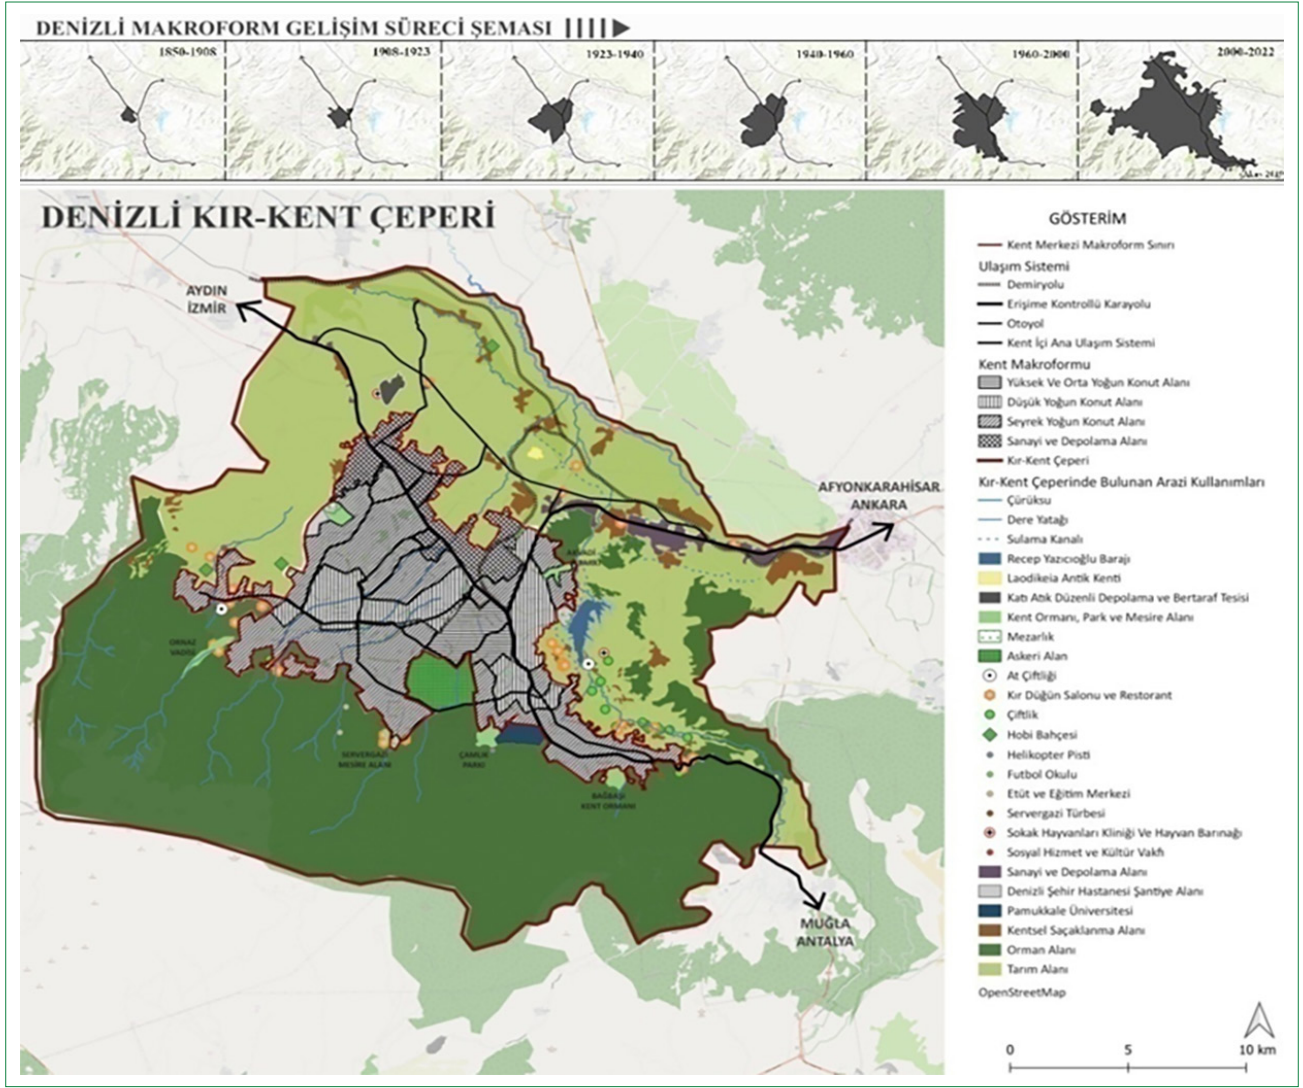 DENİZLİ MAKROFORM GELİŞİM SÜRECİ ŞEMASI
1850-1908
1908-1923
1923-1940
1940-1960
1960-2000
2000-2022
DENİZLİ KIR-KENT ÇEPERİ
AYDIN
İZMİR
AFYONKARAHİSAR
ANKARA
VADİSİ
SERVERGAZİ
MESİRE ALANI
ÇAMLIK
PARKI
BAĞBAŞI
KENT ORMANI
MUĞLA
ANTALYA
GÖSTERİM
Kent Merkezi Makroform Sınırı
Ulaşım Sistemi
Demiryolu
Erişime Kontrollü Karayolu
Otoyol
Kent İçi Ana Ulaşım Sistemi
Kent Makroformu
Yüksek Ve Orta Yoğun Konut Alanı
Düşük Yoğun Konut Alanı
Seyrek Yoğun Konut Alanı
Sanayi ve Depolama Alanı
Kır-Kent Çeperi
Kır-Kent Çeperinde Bulunan Arazi Kullanımları
Çürüksu
Dere Yatağı
Sulama Kanalı
Recep Yazıcıoğlu Barajı
Laodikeia Antik Kenti
Katı Atık Düzenli Depolama ve Bertaraf Tesisi
Kent Ormanı, Park ve Mesire Alanı
Mezarlık
Askeri Alan
At Çiftliği
Kır Düğün Salonu ve Restorant
Çiftlik
Hobi Bahçesi
Helikopter Pisti
Futbol Okulu
Etüt ve Eğitim Merkezi
Servergazi Türbesi
Sokak Hayvanları Kliniği Ve Hayvan Barınağı
Sosyal Hizmet ve Kültür Vakfı
Sanayi ve Depolama Alanı
Denizli Şehir Hastanesi Şantiye Alanı
Pamukkale Üniversitesi
Kentsel Saçaklanma Alanı
Orman Alanı
Tarım Alanı
OpenStreetMap
0 5 10 km